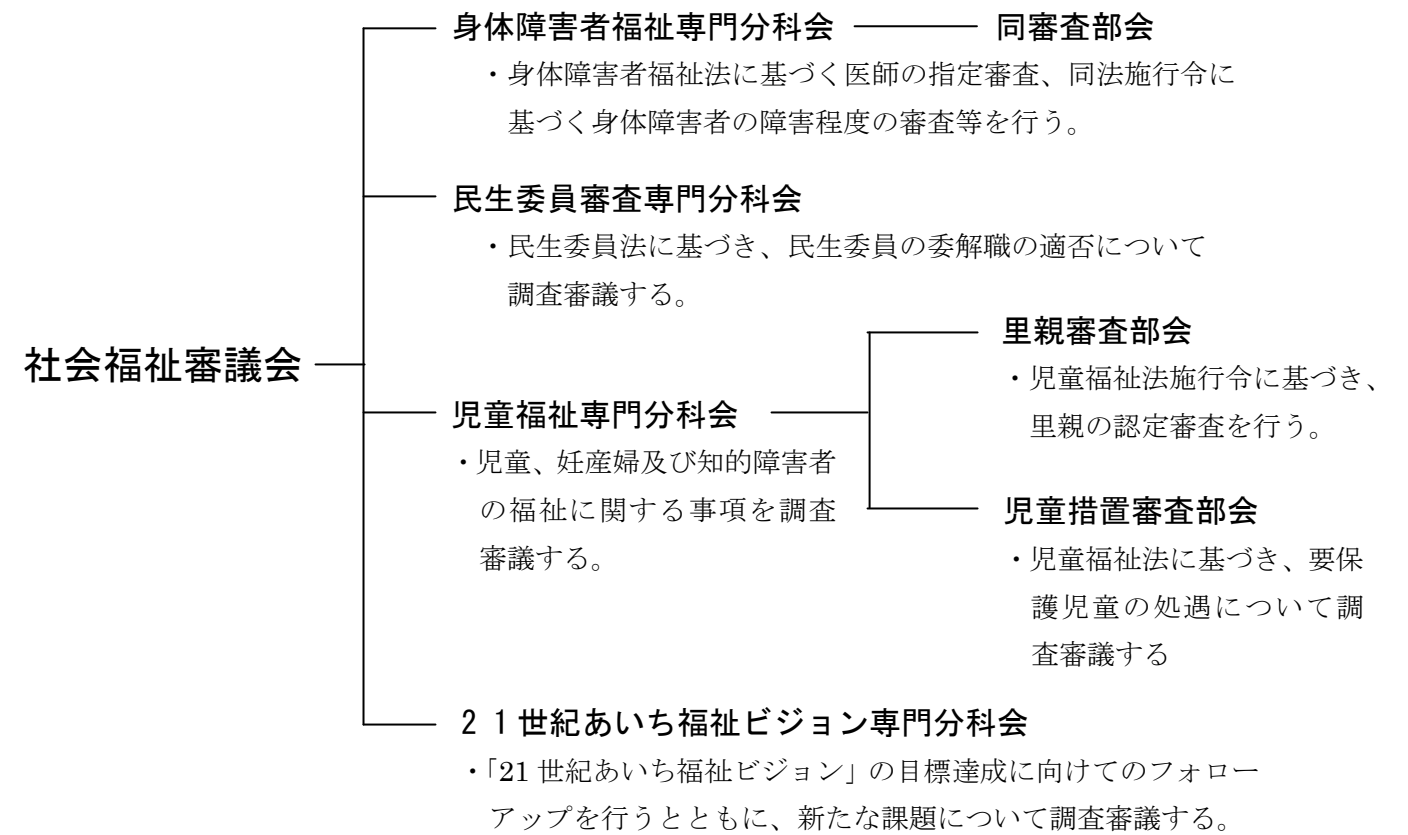 身体障害者福祉専門分科会
同審査部会
・身体障害者福祉法に基づく医師の指定審査、同法施行令に
基づく身体障害者の障害程度の審査等を行う。
民生委員審査専門分科会
・民生委員法に基づき、民生委員の委解職の適否について
調査審議する。
社会福祉審議会
児童福祉専門分科会
・児童、妊産婦及び知的障害者
の福祉に関する事項を調査
審議する。
里親審査部会
・児童福祉法施行令に基づき、
里親の認定審査を行う。
児童措置審査部会
・児童福祉法に基づき、要保
護児童の処遇について調
査審議する
２１世紀あいち福祉ビジョン専門分科会
・「21 世紀あいち福祉ビジョン」の目標達成に向けてのフォロー
アップを行うとともに、新たな課題について調査審議する。